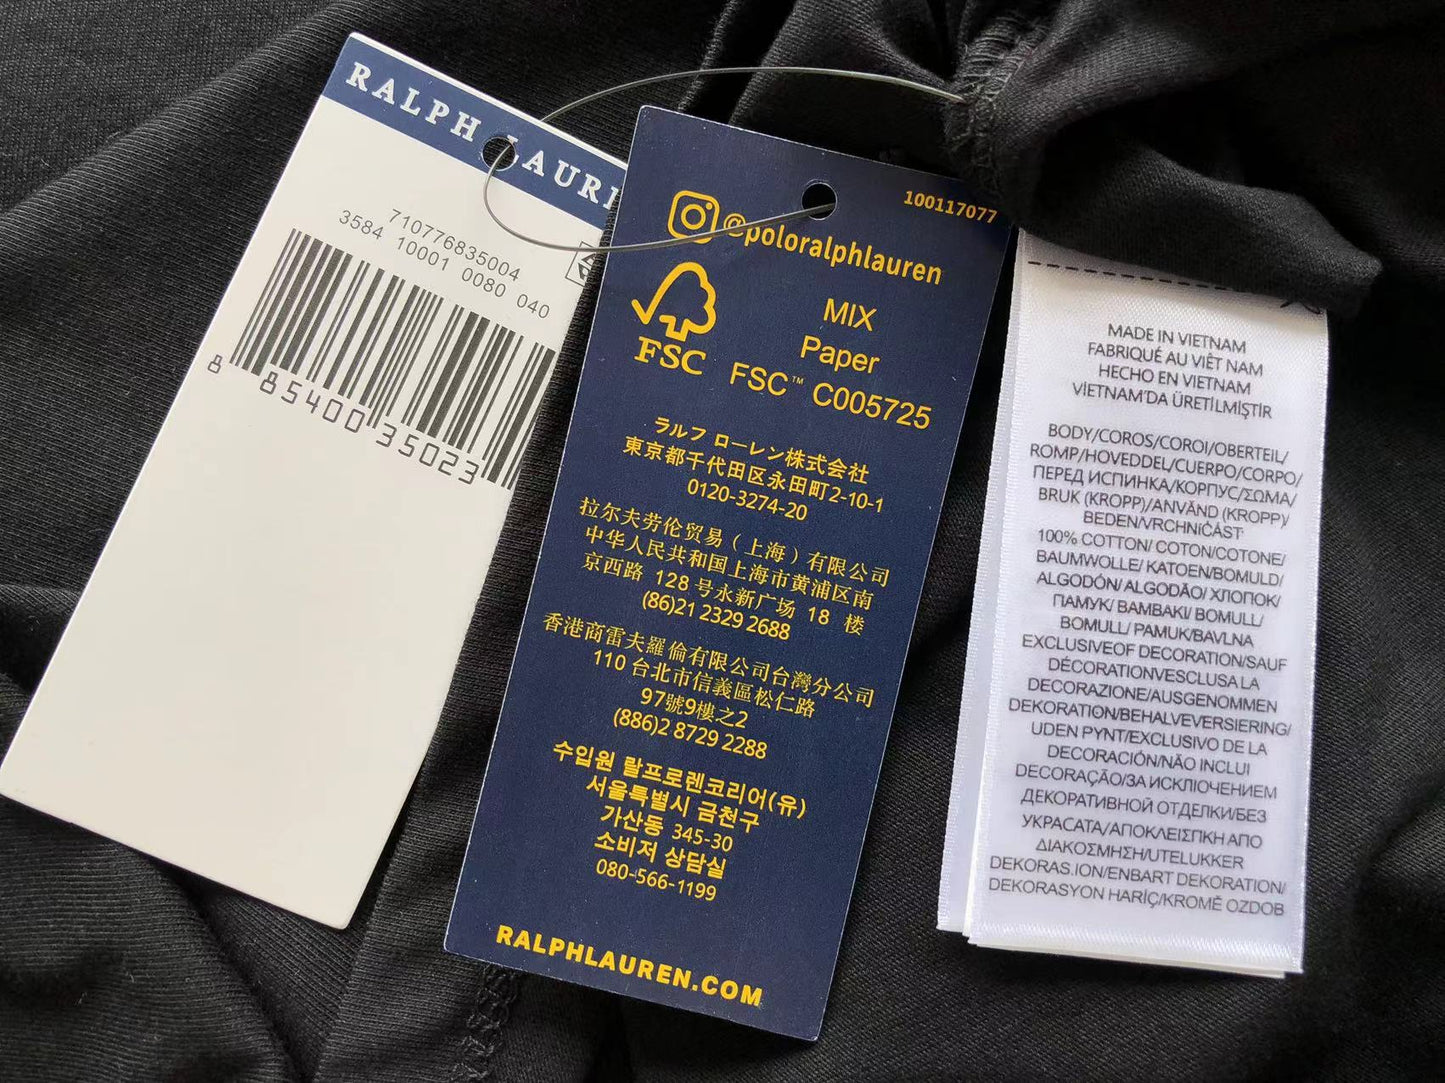 RALPH LAURE
710776835004
3584 10001 0080 040
8 85400 35023
@poloralphlauren
100117077
FSC
MIX
Paper
FSC™ C005725
ラルフ ローレン株式会社
東京都千代田区永田町2-10-1
0120-3274-20
拉尔夫劳伦贸易（上海）有限公司
中华人民共和国上海市黄浦区南
京西路 128 号永新广场 18 楼
(86)21 2329 2688
香港商雷夫羅倫有限公司台灣分公司
110 台北市信義區松仁路
97號9樓之2
(886)2 8729 2288
수입원 랄프로렌코리어(유)
서울특별시 금천구
가산동 345-30
소비저 상담실
080-566-1199
RALPHLAUREN.COM
MADE IN VIETNAM
FABRIQUÉ AU VIÊT NAM
HECHO EN VIETNAM
VİETNAM'DA ÜRETİLMİŞTİR
BODY/COROS/COROI/OBERTEIL/
ROMP/HOVEDDEL/CUERPO/CORPO/
ПЕРЕД ИСПИНКА/КОРПУС/ΣΩΜΑ/
BRUK (KROPP)/ANVÄND (KROPP)/
BEDEN/VRCHNíČÁST
100% COTTON/ COTON/COTONE/
BAUMWOLLE/ KATOEN/BOMULD/
ALGODÓN/ ALGODÃO/ ХЛОПОК/
ПАМУК/ BAMBAKI/ BOMULL/
BOMULL/ PAMUK/BAVLNA
EXCLUSIVEOF DECORATION/SAUF
DÉCORATION/ESCLUSA LA
DECORAZIONE/AUSGENOMMEN
DEKORATION/BEHALVEVERSIERING/
UDEN PYNT/EXCLUSIVO DE LA
DECORACIÓN/NÃO INCLUI
DECORAÇÃO/ЗА ИСКЛЮЧЕНИЕМ
ДЕКОРАТИВНОЙ ОТДЕЛКИ/БЕЗ
УКРАСАТА/ΑΠΟΚΛΕΙΣΤΙΚΗ ΑΠΟ
ΔΙΑΚΟΣΜΗΣΗ/UTELUKKER
DEKORAS.ION/ENBART DEKORATION/
DEKORASYON HARİÇ/KROMĚ OZDOB